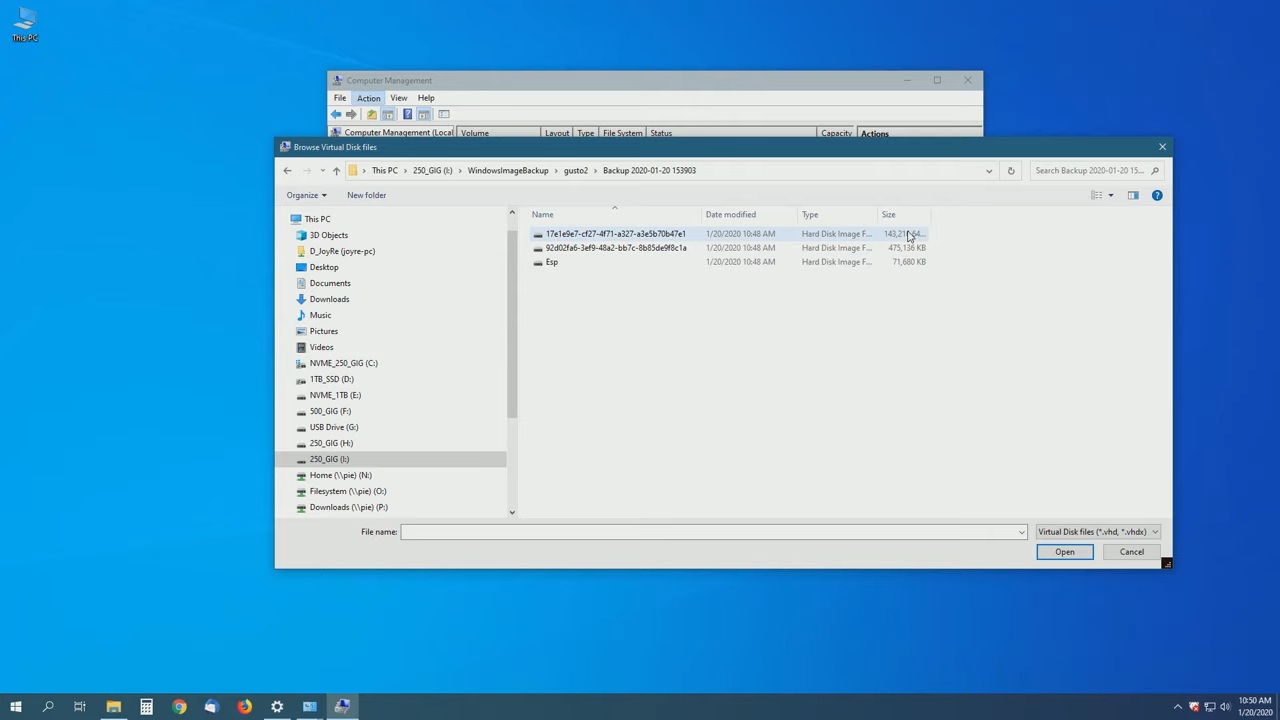 This PC
Computer Management
File Action View Help
Computer Management (Local
Volume Layout Type File System Status Capacity Actions
Browse Virtual Disk files
This PC 250_GIG (I:) WindowsImageBackup gusto2 Backup 2020-01-20 153903
Search Backup 2020-01-20 15...
Organize New folder
Name Date modified Type Size
17e1e9e7-cf27-4f71-a327-a3e5b70b47e1 1/20/2020 10:48 AM Hard Disk Image F...
92d02fa6-3ef9-48a2-bb7c-8b85de9f8c1a 1/20/2020 10:48 AM Hard Disk Image F... 475,136 KB
Esp 1/20/2020 10:48 AM Hard Disk Image F... 71,680 KB
This PC
3D Objects
D_JoyRe (joyre-pc)
Desktop
Documents
Downloads
Music
Pictures
Videos
NVME_250_GIG (C:)
1TB_SSD (D:)
NVME_1TB (E:)
500_GIG (F:)
USB Drive (G:)
250_GIG (H:)
250_GIG (I:)
Home (\\pie) (N:)
Filesystem (\\pie) (O:)
Downloads (\\pie) (P:)
File name:
Virtual Disk files (*.vhd, *.vhdx)
Open Cancel
10:50 AM
1/20/2020